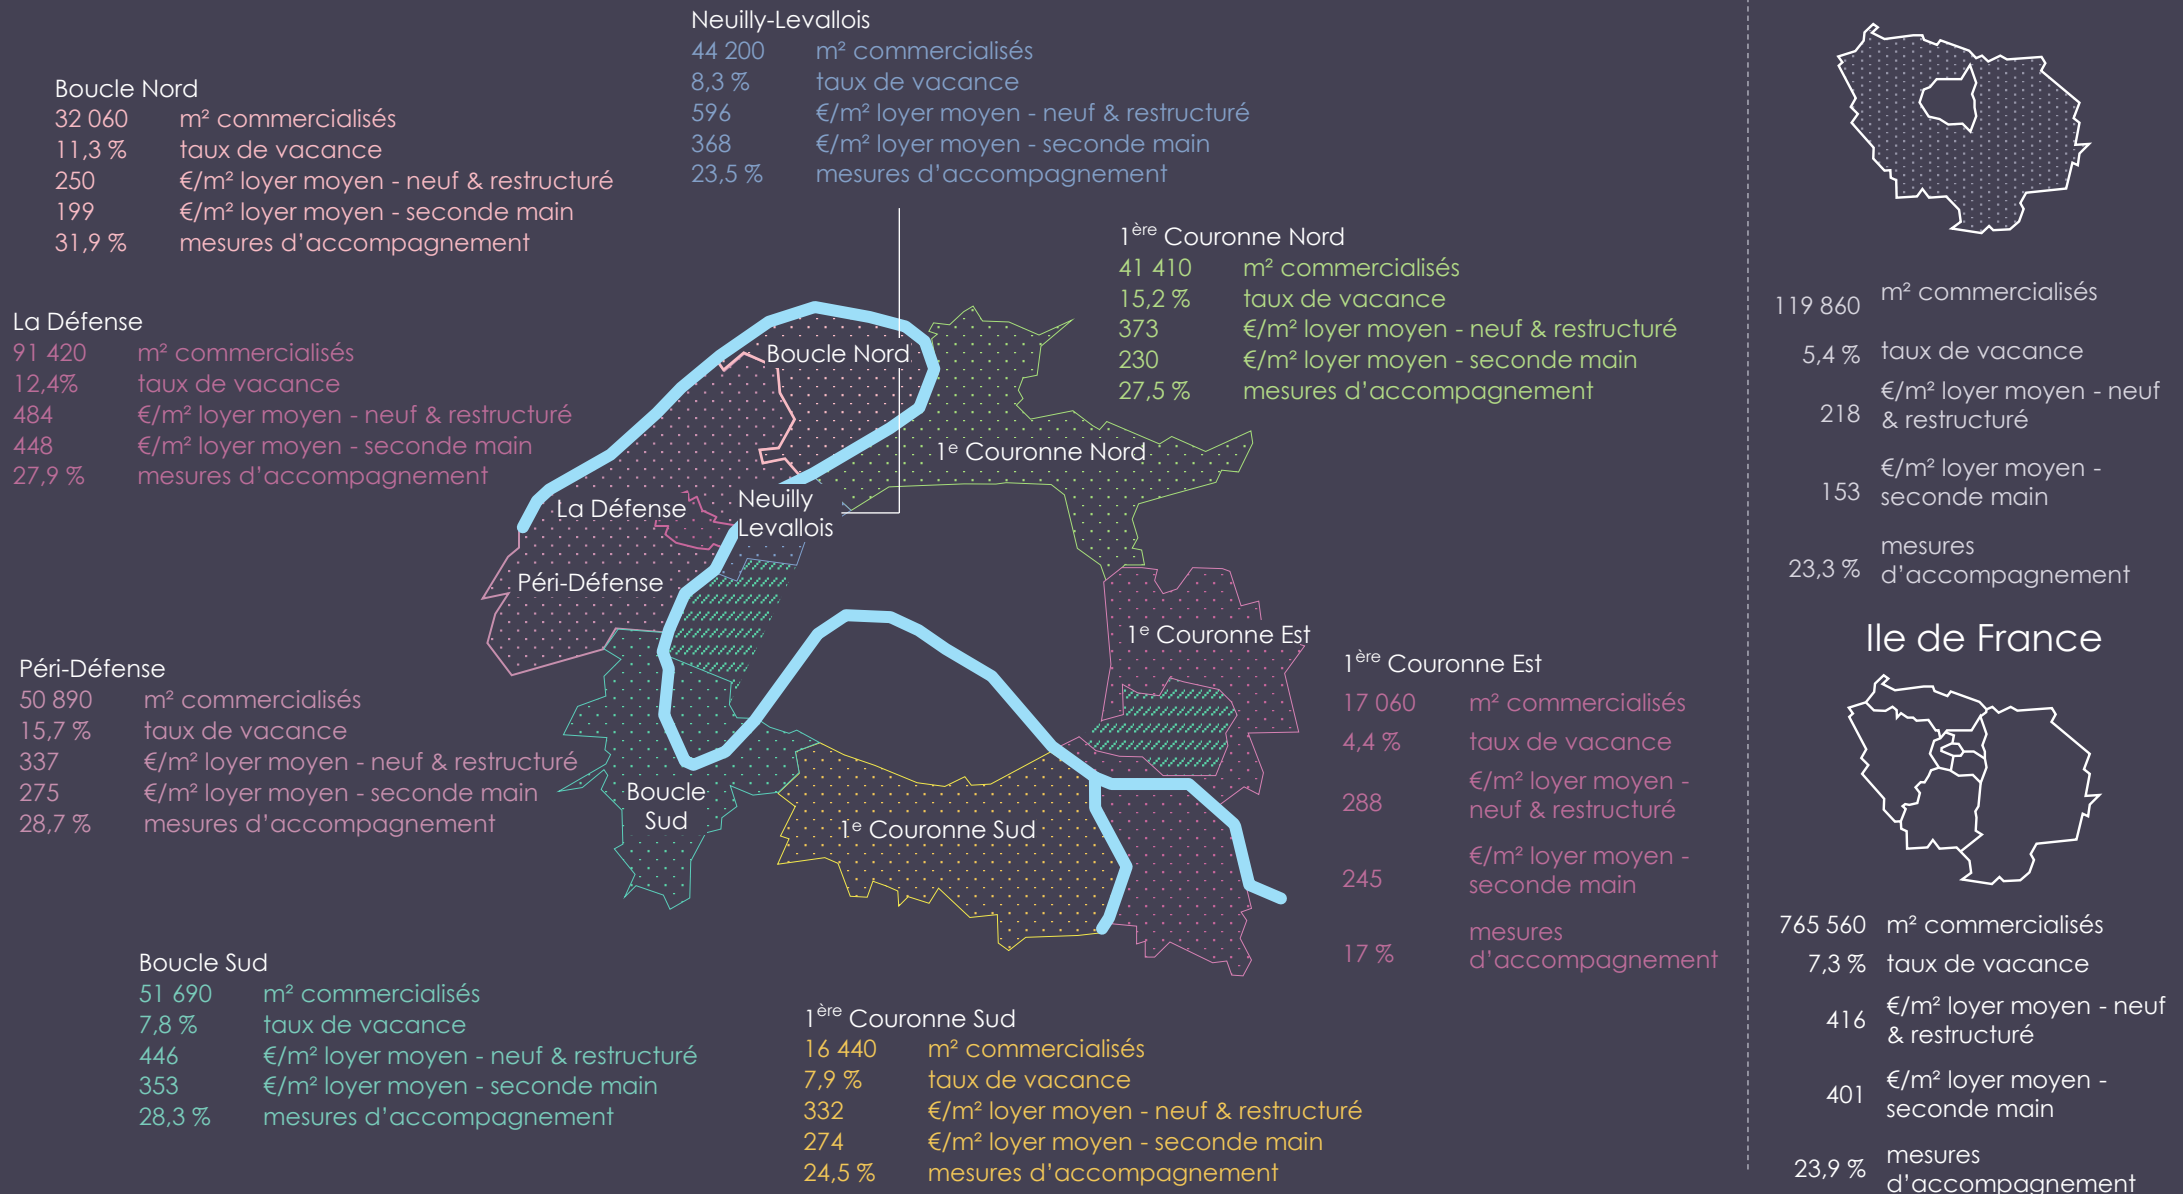 Neuilly-Levallois
44 200 m² commercialisés
8,3 % taux de vacance
596 €/m² loyer moyen - neuf & restructuré
368 €/m² loyer moyen - seconde main
23,5 % mesures d’accompagnement
Boucle Nord
32 060 m² commercialisés
11,3 % taux de vacance
250 €/m² loyer moyen - neuf & restructuré
199 €/m² loyer moyen - seconde main
31,9 % mesures d’accompagnement
1ère Couronne Nord
41 410 m² commercialisés
15,2 % taux de vacance
373 €/m² loyer moyen - neuf & restructuré
230 €/m² loyer moyen - seconde main
27,5 % mesures d’accompagnement
La Défense
91 420 m² commercialisés
12,4% taux de vacance
484 €/m² loyer moyen - neuf & restructuré
448 €/m² loyer moyen - seconde main
27,9 % mesures d’accompagnement
Boucle Nord
1e Couronne Nord
La Défense
Neuilly
Levallois
Péri-Défense
1e Couronne Est
Boucle
Sud
1e Couronne Sud
Péri-Défense
50 890 m² commercialisés
15,7 % taux de vacance
337 €/m² loyer moyen - neuf & restructuré
275 €/m² loyer moyen - seconde main
28,7 % mesures d’accompagnement
1ère Couronne Est
17 060 m² commercialisés
4,4 % taux de vacance
288 €/m² loyer moyen -
neuf & restructuré
245 €/m² loyer moyen -
seconde main
17 % mesures
d’accompagnement
Boucle Sud
51 690 m² commercialisés
7,8 % taux de vacance
446 €/m² loyer moyen - neuf & restructuré
353 €/m² loyer moyen - seconde main
28,3 % mesures d’accompagnement
1ère Couronne Sud
16 440 m² commercialisés
7,9 % taux de vacance
332 €/m² loyer moyen - neuf & restructuré
274 €/m² loyer moyen - seconde main
24,5 % mesures d’accompagnement
119 860 m² commercialisés
5,4 % taux de vacance
218 €/m² loyer moyen - neuf
& restructuré
153 €/m² loyer moyen -
seconde main
23,3 % mesures
d’accompagnement
Ile de France
765 560 m² commercialisés
7,3 % taux de vacance
416 €/m² loyer moyen - neuf
& restructuré
401 €/m² loyer moyen -
seconde main
23,9 % mesures
d’accompagnement